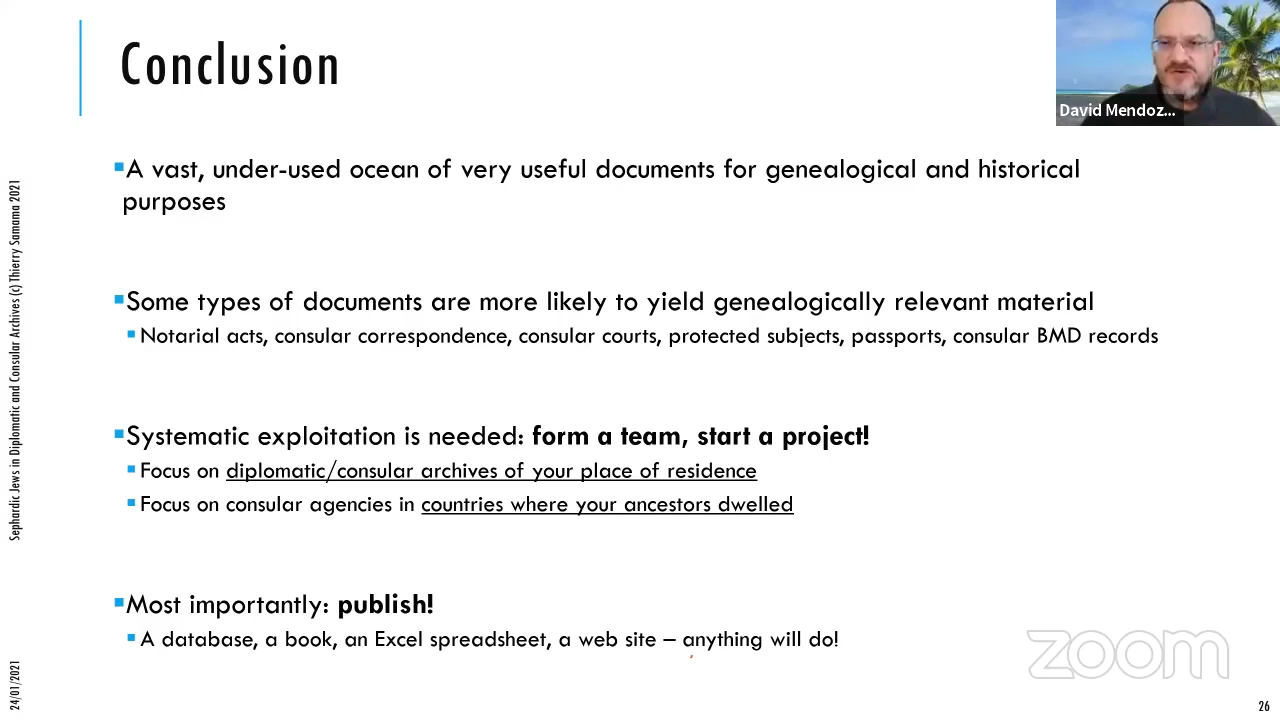 Conclusion
David Mendoz...
A vast, under-used ocean of very useful documents for genealogical and historical
purposes
Some types of documents are more likely to yield genealogically relevant material
Notarial acts, consular correspondence, consular courts, protected subjects, passports, consular BMD records
Systematic exploitation is needed: form a team, start a project!
Focus on diplomatic/consular archives of your place of residence
Focus on consular agencies in countries where your ancestors dwelled
Most importantly: publish!
A database, a book, an Excel spreadsheet, a web site – anything will do!
Sephardic Jews in Diplomatic and Consular Archives (c) Thierry Samama 2021
24/01/2021
zoom
26